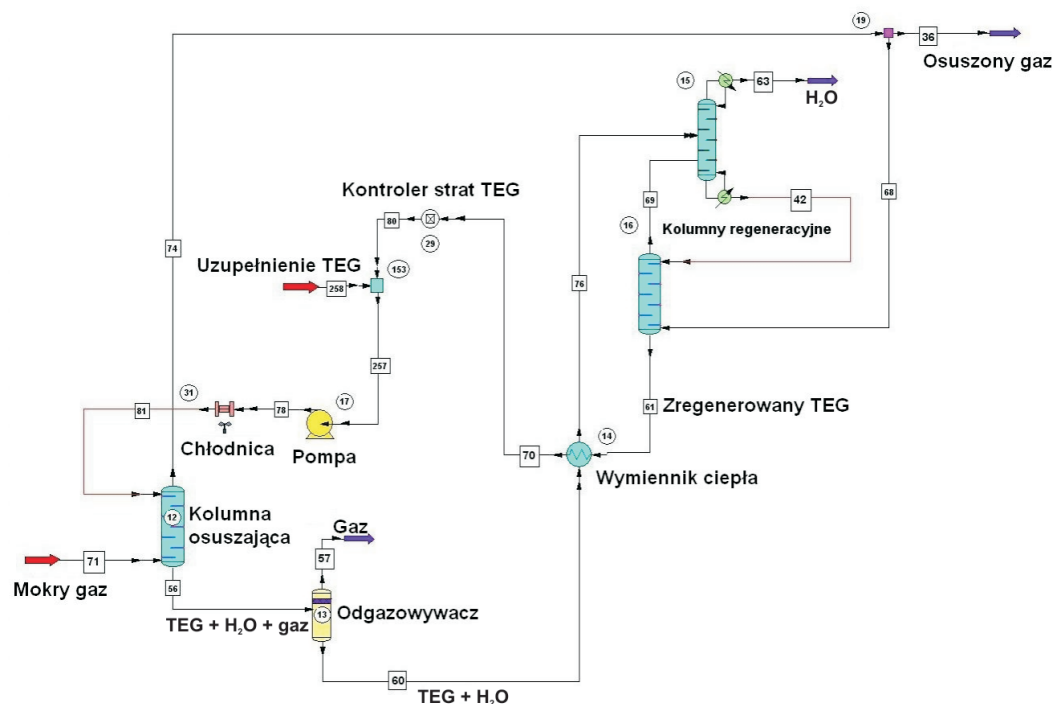 19
36
Osuszony gaz
15
63
H₂O
Kontroler strat TEG
69
42
68
80
29
16
Kolumny regeneracyjne
74
Uzupełnienie TEG
258
153
76
257
61
Zregenerowany TEG
81
31
78
17
Chłodnica
Pompa
70
14
Wymiennik ciepła
12
Kolumna
osuszająca
Gaz
57
71
Mokry gaz
56
TEG + H₂O + gaz
13
Odgazowywacz
60
TEG + H₂O